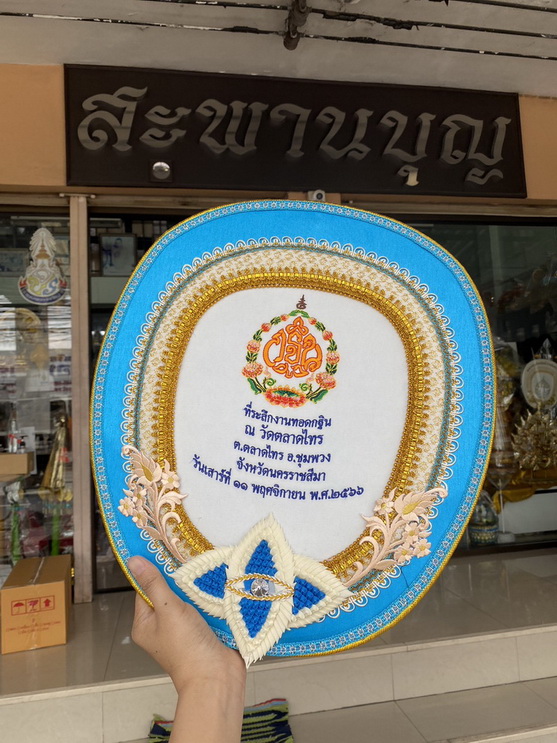 สะพานบุญ
กฐิน
ที่ระลึกงานทอดกฐิน
ณ วัดตลาดไทร
ต.ตลาดไทร อ.ชุมพวง
จังหวัดนครราชสีมา
วันเสาร์ที่ ๑๑ พฤศจิกายน พ.ศ.๒๕๖๖